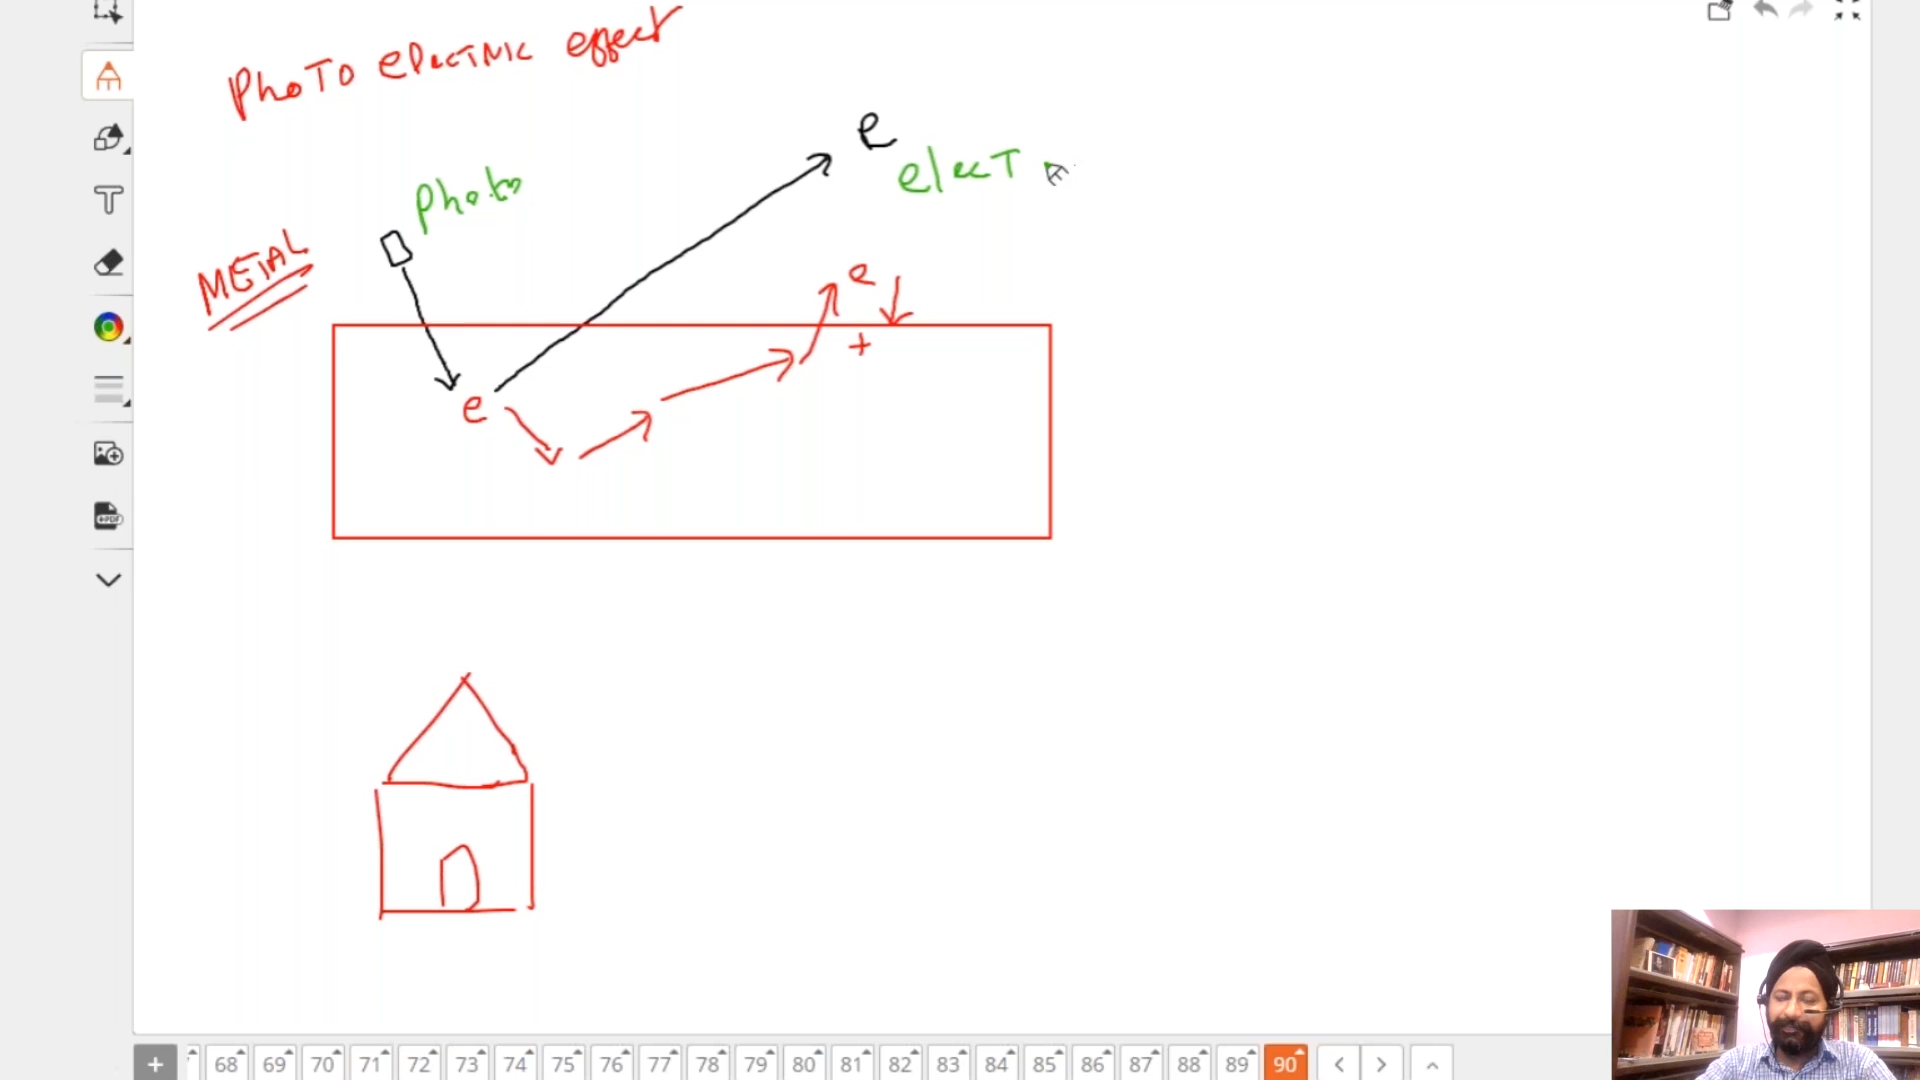 PhoTo elecTric effect
e
elecT
Photo
METAL
e
+
e
T
PDF
+ 68 69 70 71 72 73 74 75 76 77 78 79 80 81 82 83 84 85 86 87 88 89 90